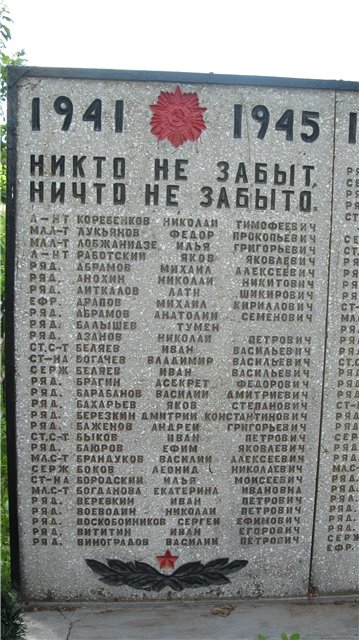 1941 1945
НИКТО НЕ ЗАБЫТ,
НИЧТО НЕ ЗАБЫТО.
Л-НТ КОРЕБЕНКОВ НИКОЛАЙ ТИМОФЕЕВИЧ
МЛ.Л-Т ЛУКЬЯНОВ ФЕДОР ПРОКОПЬЕВИЧ
МЛ.Л-Т ЛОБЖАНИДЗЕ ИЛЬЯ ГРИГОРЬЕВИЧ
Л-НТ РАБОТСКИЙ ЯКОВ ЯКОВЛЕВИЧ
РЯД. АБРАМОВ МИХАИЛ АЛЕКСЕЕВИЧ
РЯД. АНОХИН НИКОЛАЙ НИКИТОВИЧ
РЯД. АИТКАЛОВ ЛАТИ ШИКИРОВИЧ
ЕФР. АРАПОВ МИХАИЛ КИРИЛЛОВИЧ
РЯД. АБРАМОВ АНАТОЛИЙ СЕМЕНОВИЧ
РЯД. БАЛЫШЕВ ТУМЕН
РЯД. АЗАНОВ НИКОЛАЙ ПЕТРОВИЧ
СТ.С-Т БЕЛЯЕВ ИВАН ВАСИЛЬЕВИЧ
СТ-НА БОГАЧЕВ ВЛАДИМИР ВАСИЛЬЕВИЧ
СЕРЖ БЕЛЯЕВ ИВАН ВАСИЛЬЕВИЧ
РЯД. БРАГИН АСЕКРЕТ ФЕДОРОВИЧ
РЯД. БАРАБАНОВ ВАСИЛИЙ ДМИТРИЕВИЧ
РЯД. БАХАРЬЕВ ЯКОВ СТЕПАНОВИЧ
РЯД. БЕРЕЗКИН ДМИТРИЙ КОНСТАНТИНОВИЧ
РЯД. БАЖЕНОВ АНДРЕЙ ГРИГОРЬЕВИЧ
СТ.С-Т БЫКОВ ИВАН ПЕТРОВИЧ
РЯД. БАЮРОВ ЕФИМ ЯКОВЛЕВИЧ
МЛ.С-Т БРАНДУКОВ ВАСИЛИЙ АЛЕКСЕЕВИЧ
СЕРЖ БОКОВ ЛЕОНИД НИКОЛАЕВИЧ
СТ-НА БОРОДСКИЙ ИЛЬЯ МОИСЕЕВИЧ
МЛ.С-Т БОГДАНОВА ЕКАТЕРИНА ИВАНОВНА
РЯД. ВЕРЕВКИН ИВАН ПЕТРОВИЧ
РЯД. ВОЕВОДИН НИКОЛАЙ ПЕТРОВИЧ
РЯД. ВОСКОБОЙНИКОВ СЕРГЕЙ ЕФИМОВИЧ
РЯД. ВИТИТИН ИВАН ЕГОРОВИЧ
РЯД. ВИНОГРАДОВ ВАСИЛИЙ ПЕТРОВИЧ